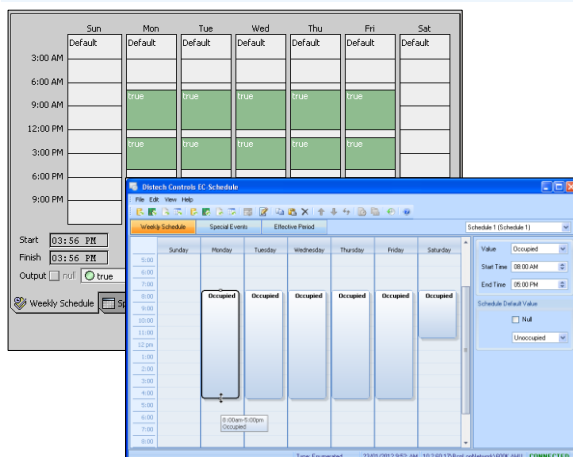 Sun Mon Tue Wed Thu Fri Sat
Default Default Default Default Default Default Default
3:00 AM
6:00 AM
9:00 AM true true true true true
12:00 PM
3:00 PM true true true true true
6:00 PM
9:00 PM
Start 03:56 PM
Finish 03:56 PM
Output null true
Weekly Schedule Sp
Distech Controls EC-Schedule
File Edit View Help
Weekly Schedule Special Events Effective Period Schedule 1 (Schedule 1)
Sunday Monday Tuesday Wednesday Thursday Friday Saturday
5:00
6:00
7:00
8:00 Occupied Occupied Occupied Occupied Occupied Occupied
9:00
10:00
11:00
12 pm
1:00
2:00
3:00
4:00
5:00
6:00
7:00
8:00
8:00am-5:00pm
Occupied
Value Occupied
Start Time 08:00 AM
End Time 05:00 PM
Schedule Default Value
Null
Unoccupied
Type: Enumerated CONNECTED